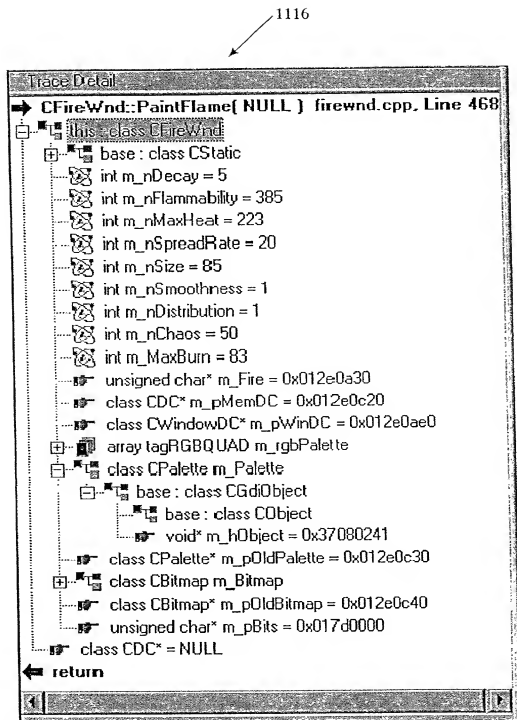 1116
Trace Detail
CFireWnd::PaintFlame( NULL ) firewnd.cpp, Line 468
this : class CFireWnd
base : class CStatic
int m_nDecay = 5
int m_nFlammability = 385
int m_nMaxHeat = 223
int m_nSpreadRate = 20
int m_nSize = 85
int m_nSmoothness = 1
int m_nDistribution = 1
int m_nChaos = 50
int m_MaxBurn = 83
unsigned char* m_Fire = 0x012e0a30
class CDC* m_pMemDC = 0x012e0c20
class CWindowDC* m_pWinDC = 0x012e0ae0
array tagRGBQUAD m_rgbPalette
class CPalette m_Palette
base : class CGdiObject
base : class CObject
void* m_hObject = 0x37080241
class CPalette* m_pOldPalette = 0x012e0c30
class CBitmap m_Bitmap
class CBitmap* m_pOldBitmap = 0x012e0c40
unsigned char* m_pBits = 0x017d0000
class CDC* = NULL
return